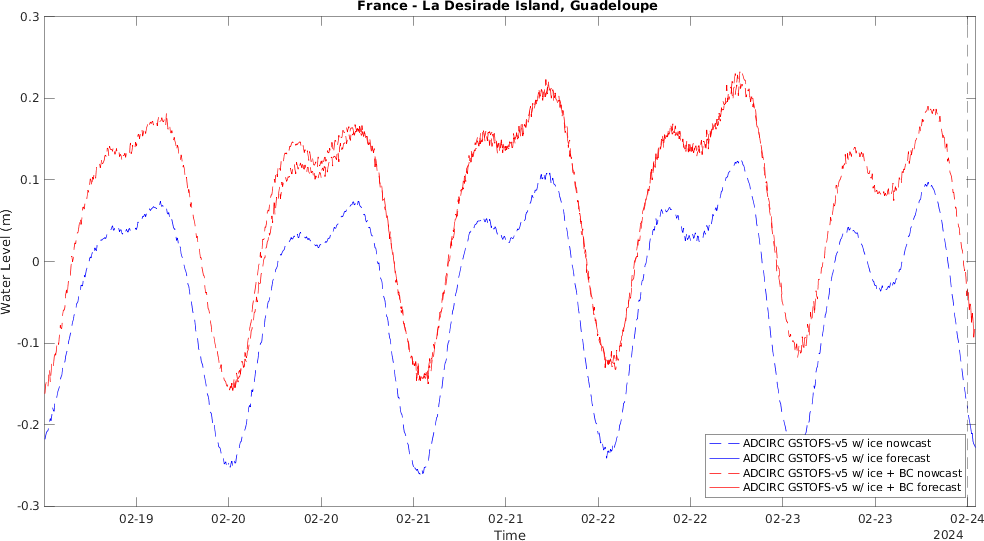 France - La Desirade Island, Guadeloupe
0.3
0.2
0.1
0
-0.1
-0.2
-0.3
Water Level (m)
ADCIRC GSTOFS-v5 w/ ice nowcast
ADCIRC GSTOFS-v5 w/ ice forecast
ADCIRC GSTOFS-v5 w/ ice + BC nowcast
ADCIRC GSTOFS-v5 w/ ice + BC forecast
02-19 02-20 02-20 02-21 02-21 02-22 02-22 02-23 02-23 02-24
Time
2024